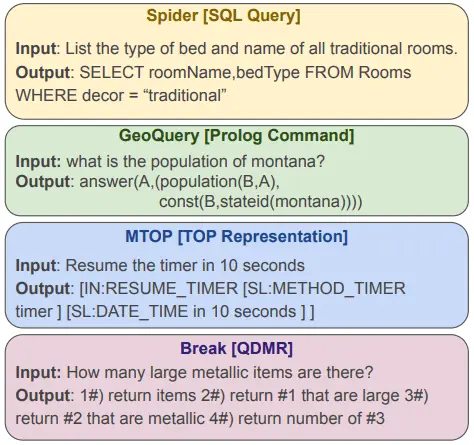 Spider [SQL Query]
Input: List the type of bed and name of all traditional rooms.
Output: SELECT roomName,bedType FROM Rooms
WHERE decor = “traditional”
GeoQuery [Prolog Command]
Input: what is the population of montana?
Output: answer(A,(population(B,A),
const(B,stateid(montana))))
MTOP [TOP Representation]
Input: Resume the timer in 10 seconds
Output: [IN:RESUME_TIMER [SL:METHOD_TIMER
timer ] [SL:DATE_TIME in 10 seconds ] ]
Break [QDMR]
Input: How many large metallic items are there?
Output: 1#) return items 2#) return #1 that are large 3#)
return #2 that are metallic 4#) return number of #3